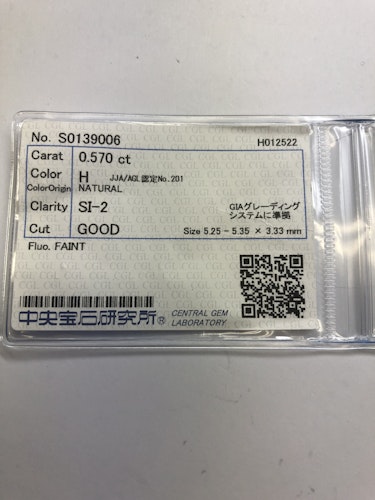 No. S0139006 H012522
Carat 0.570 ct
Color H JJA/AGL認定No.201
ColorOrigin NATURAL
Clarity SI-2 GIAグレーディング
システムに準拠
Cut GOOD Size 5.25 - 5.35 × 3.33 mm
Fluo. FAINT
中央宝石研究所® CENTRAL GEM
LABORATORY